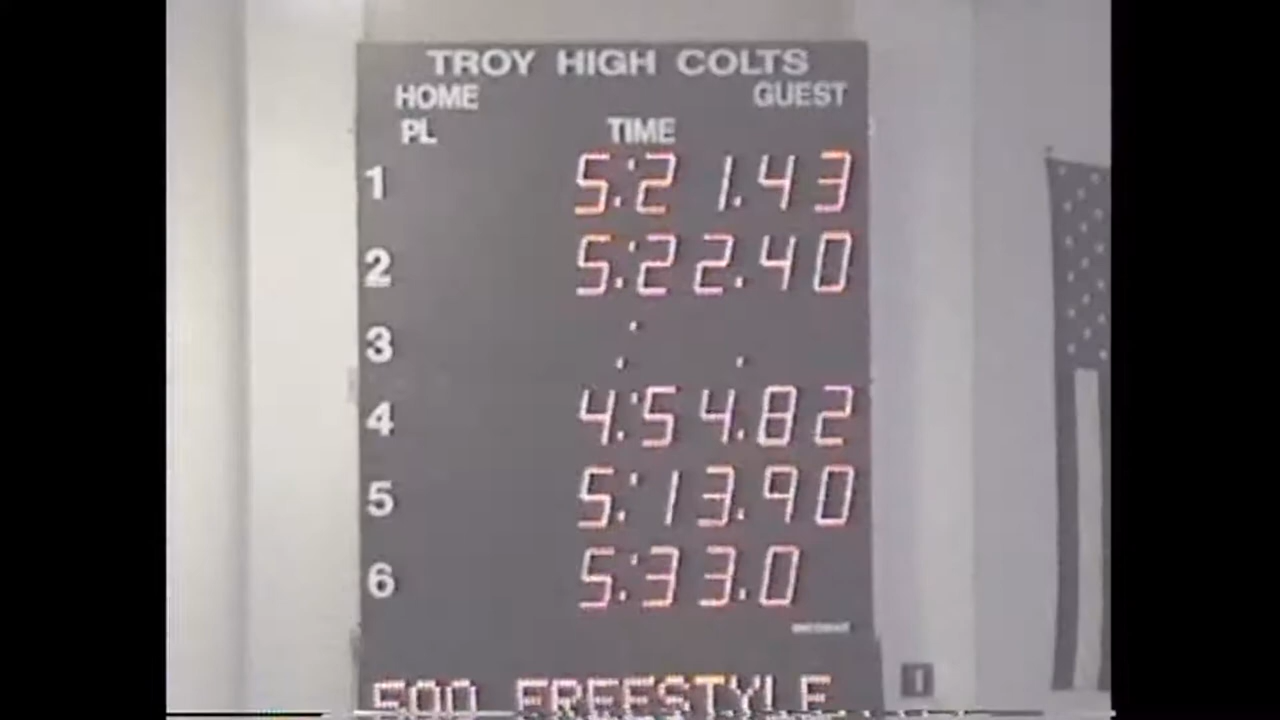 TROY HIGH COLTS
HOME GUEST
PL TIME
1 5:21.43
2 5:22.40
3 : .
4 4:54.82
5 5:13.90
6 5:33.0
500 FREESTYLE